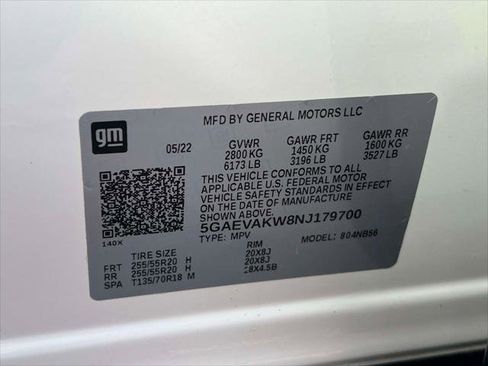 MFD BY GENERAL MOTORS LLC
gm
05/22 GVWR GAWR FRT GAWR RR
2800 KG 1450 KG 1600 KG
6173 LB 3196 LB 3527 LB
THIS VEHICLE CONFORMS TO ALL
APPLICABLE U.S. FEDERAL MOTOR
VEHICLE SAFETY STANDARDS IN EFFECT
ON THE DATE OF MANUFACTURE SHOWN ABOVE.
5GAEVAKW8NJ179700
TYPE: MPV MODEL: 804NB56
140X
TIRE SIZE RIM
FRT 255/55R20 H 20X8J
RR 255/55R20 H 20X8J
SPA T135/70R18 M 18X4.5B